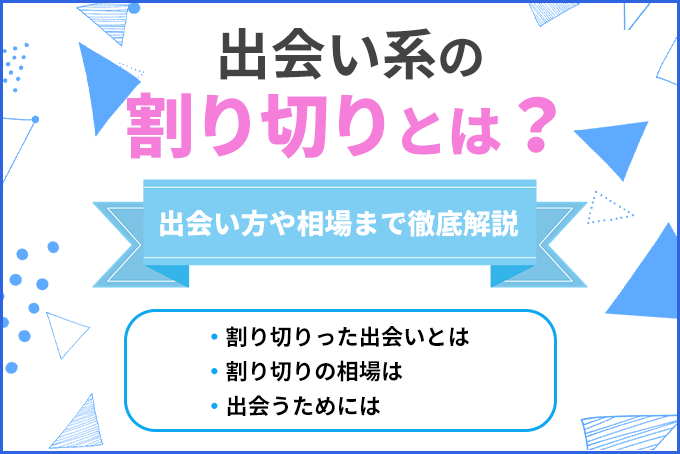 出会い系の
割り切りとは？
出会い方や相場まで徹底解説
・割り切りった出会いとは
・割り切りの相場は
・出会うためには